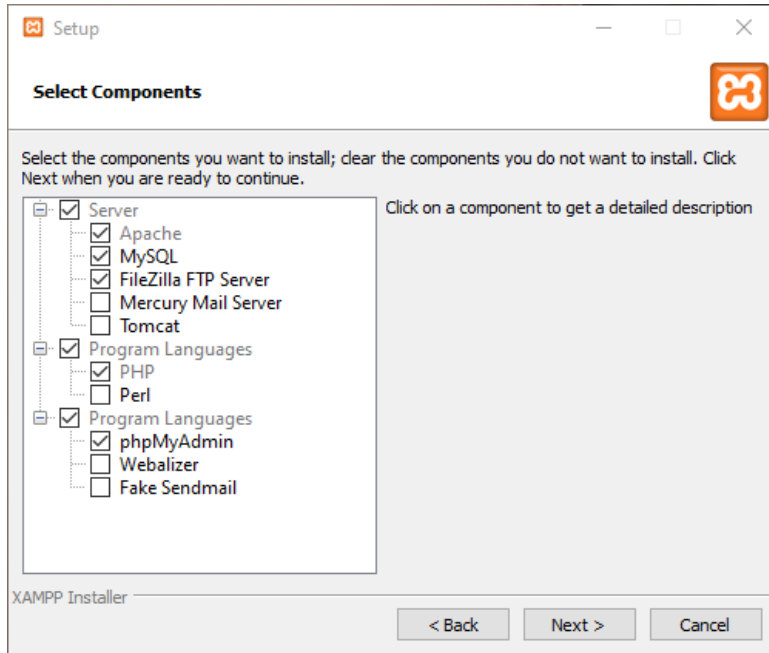 Setup
Select Components
Select the components you want to install; clear the components you do not want to install. Click
Next when you are ready to continue.
Server
Apache
MySQL
FileZilla FTP Server
Mercury Mail Server
Tomcat
Program Languages
PHP
Perl
Program Languages
phpMyAdmin
Webalizer
Fake Sendmail
Click on a component to get a detailed description
XAMPP Installer
< Back Next > Cancel